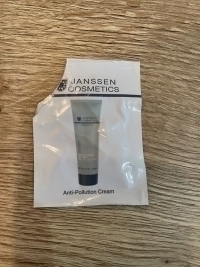 JANSSEN
COSMETICS
Anti-Pollution Cream